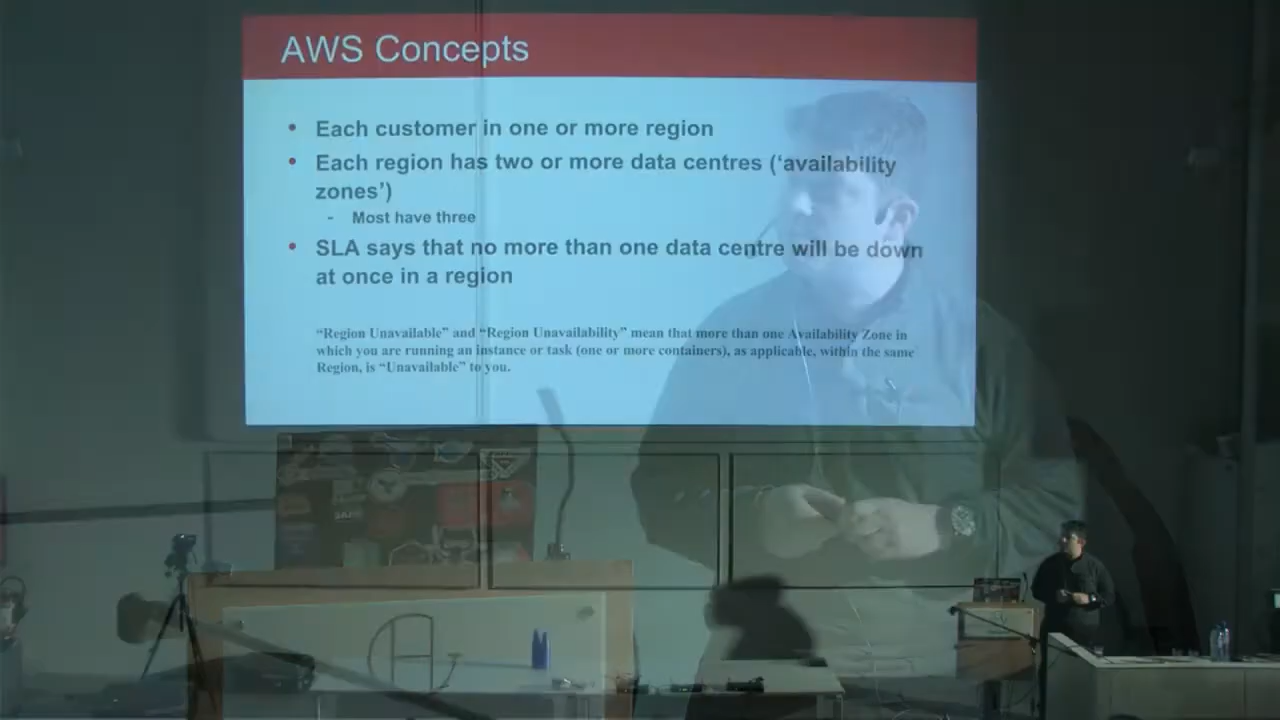 AWS Concepts
• Each customer in one or more region
• Each region has two or more data centres (‘availability
zones’)
- Most have three
• SLA says that no more than one data centre will be down
at once in a region
“Region Unavailable” and “Region Unavailability” mean that more than one Availability Zone in
which you are running an instance or task (one or more containers), as applicable, within the same
Region, is “Unavailable” to you.